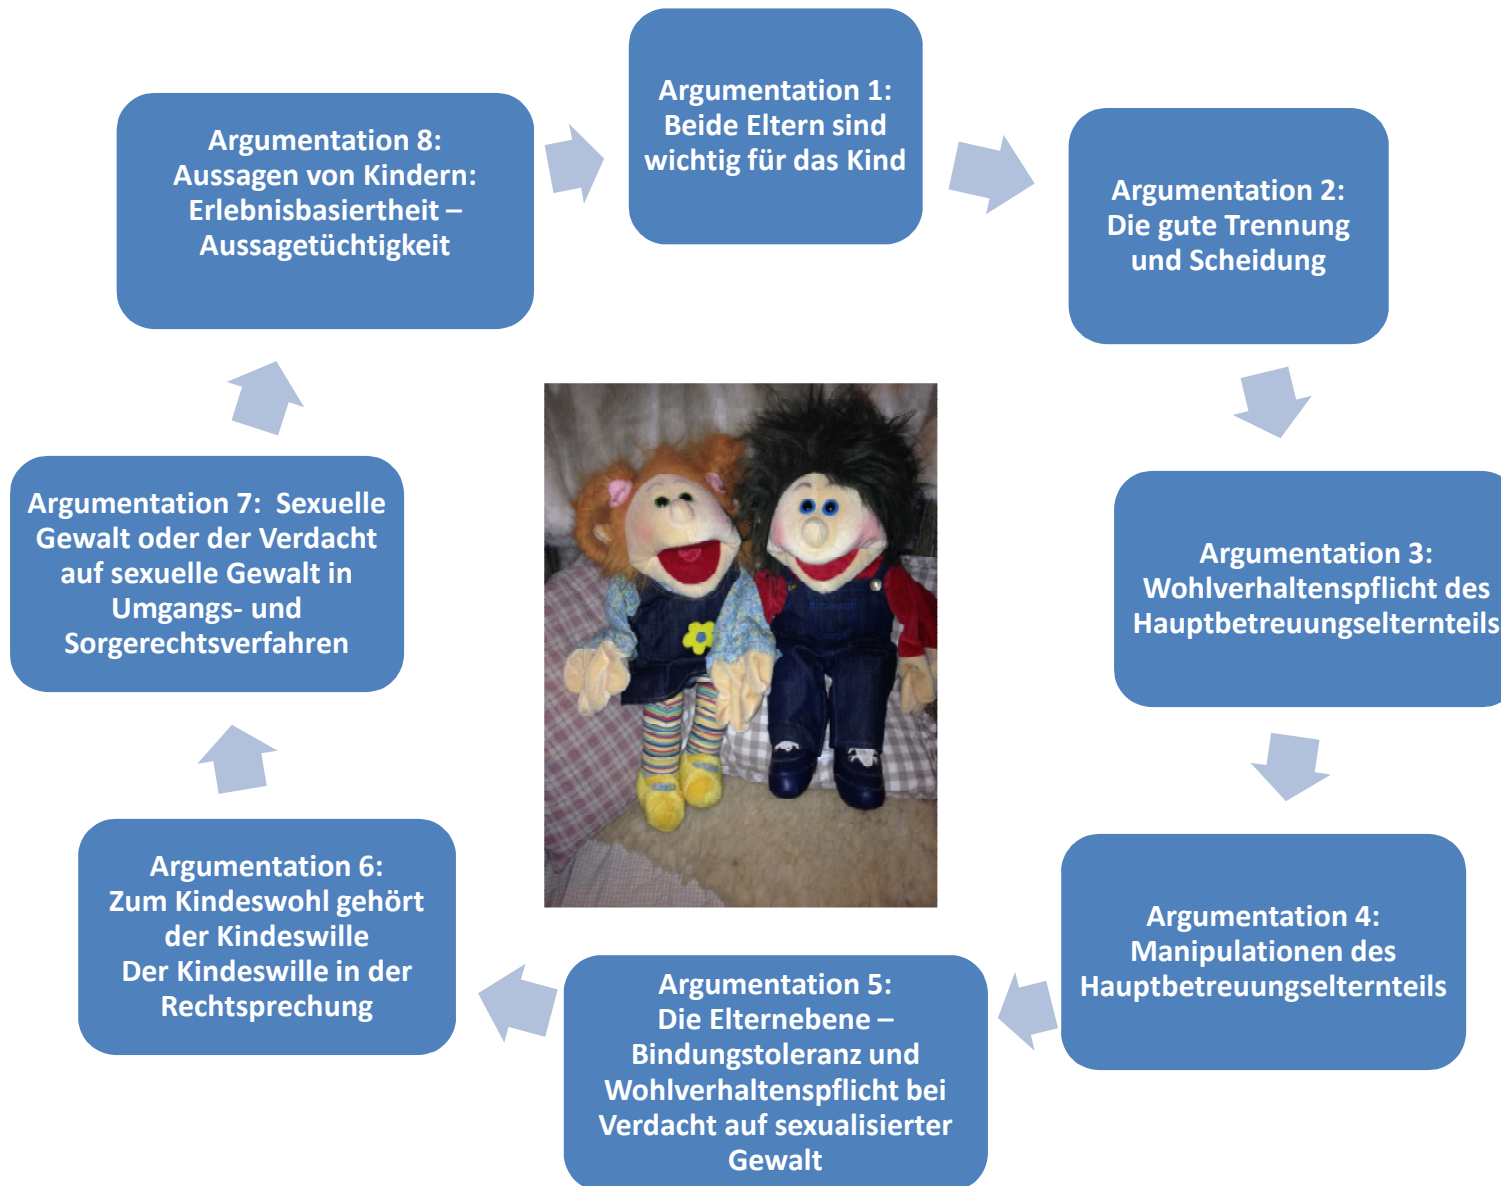 Argumentation 1:
Beide Eltern sind
wichtig für das Kind
Argumentation 2:
Die gute Trennung
und Scheidung
Argumentation 3:
Wohlverhaltenspflicht des
Hauptbetreuungselternteils
Argumentation 4:
Manipulationen des
Hauptbetreuungselternteils
Argumentation 5:
Die Elternebene –
Bindungstoleranz und
Wohlverhaltenspflicht bei
Verdacht auf sexualisierter
Gewalt
Argumentation 6:
Zum Kindeswohl gehört
der Kindeswille
Der Kindeswille in der
Rechtsprechung
Argumentation 7:  Sexuelle
Gewalt oder der Verdacht
auf sexuelle Gewalt in
Umgangs- und
Sorgerechtsverfahren
Argumentation 8:
Aussagen von Kindern:
Erlebnisbasiertheit –
Aussagetüchtigkeit